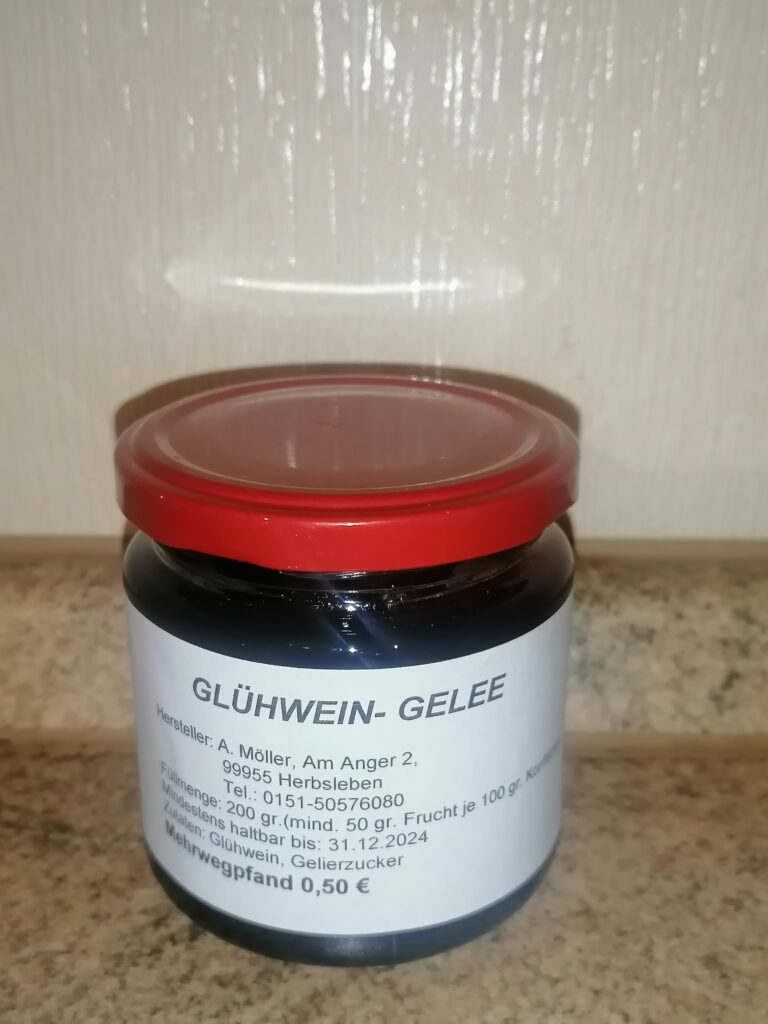 GLÜHWEIN- GELEE
Hersteller: A. Möller, Am Anger 2,
99955 Herbsleben
Tel.: 0151-50576080
Füllmenge: 200 gr.(mind. 50 gr. Frucht je 100 gr.
Mindestens haltbar bis: 31.12.2024
Zutaten: Glühwein, Gelierzucker
Mehrwegpfand 0,50 €